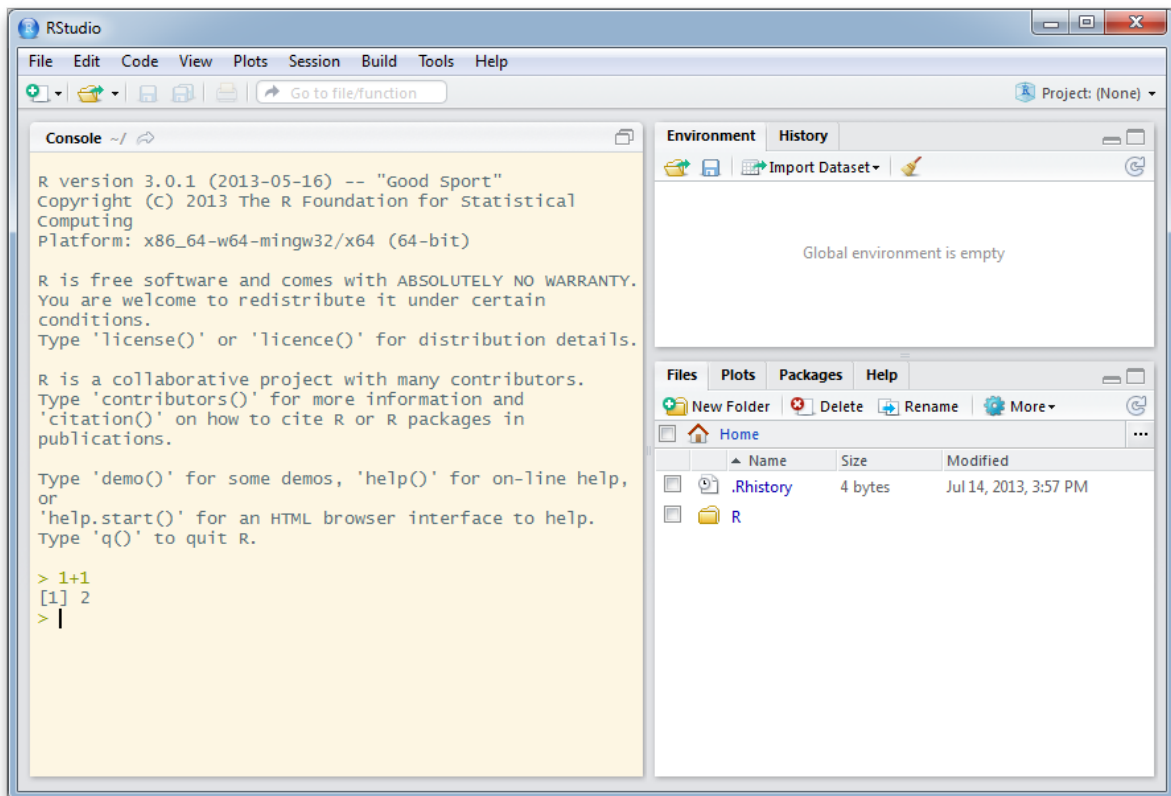 RStudio
File Edit Code View Plots Session Build Tools Help
Go to file/function
Project: (None)
Console ~/
R version 3.0.1 (2013-05-16) -- "Good Sport"
Copyright (C) 2013 The R Foundation for Statistical
Computing
Platform: x86_64-w64-mingw32/x64 (64-bit)
R is free software and comes with ABSOLUTELY NO WARRANTY.
You are welcome to redistribute it under certain
conditions.
Type 'license()' or 'licence()' for distribution details.
R is a collaborative project with many contributors.
Type 'contributors()' for more information and
'citation()' on how to cite R or R packages in
publications.
Type 'demo()' for some demos, 'help()' for on-line help,
or
'help.start()' for an HTML browser interface to help.
Type 'q()' to quit R.
> 1+1
[1] 2
>
Environment History
Import Dataset
Global environment is empty
Files Plots Packages Help
New Folder Delete Rename More
Home
Name Size Modified
.Rhistory 4 bytes Jul 14, 2013, 3:57 PM
R